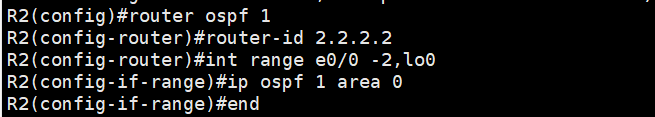 R2(config)#router ospf 1
R2(config-router)#router-id 2.2.2.2
R2(config-router)#int range e0/0 -2,lo0
R2(config-if-range)#ip ospf 1 area 0
R2(config-if-range)#end